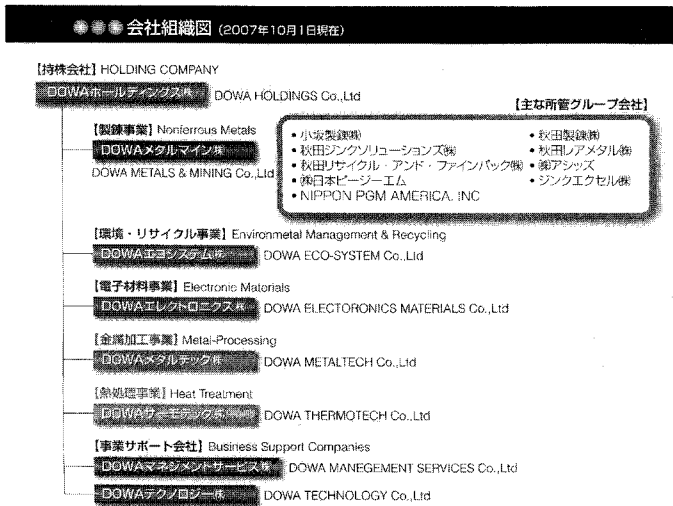 会社組織図 (2007年10月1日現在)
【持株会社】HOLDING COMPANY
DOWAホールディングス㈱ DOWA HOLDINGS Co.,Ltd
【製錬事業】Nonferrous Metals
DOWAメタルマイン㈱
DOWA METALS & MINING Co.,Ltd
【主な所管グループ会社】
・小坂製錬㈱ ・秋田製錬㈱
・秋田ジンクソリューションズ㈱ ・秋田レアメタル㈱
・秋田リサイクル・アンド・ファインパック㈱ ・㈱アシッズ
・㈱日本ピージーエム ・ジンクエクセル㈱
・NIPPON PGM AMERICA. INC
【環境・リサイクル事業】Environmetal Management & Recycling
DOWAエコシステム㈱ DOWA ECO-SYSTEM Co.,Ltd
【電子材料事業】Electronic Materials
DOWAエレクトロニクス㈱ DOWA ELECTORONICS MATERIALS Co.,Ltd
【金属加工事業】Metal-Processing
DOWAメタルテック㈱ DOWA METALTECH Co.,Ltd
【熱処理事業】Heat Treatment
DOWAサーモテック㈱ DOWA THERMOTECH Co.,Ltd
【事業サポート会社】Business Support Companies
DOWAマネジメントサービス㈱ DOWA MANEGEMENT SERVICES Co.,Ltd
DOWAテクノロジー㈱ DOWA TECHNOLOGY Co.,Ltd